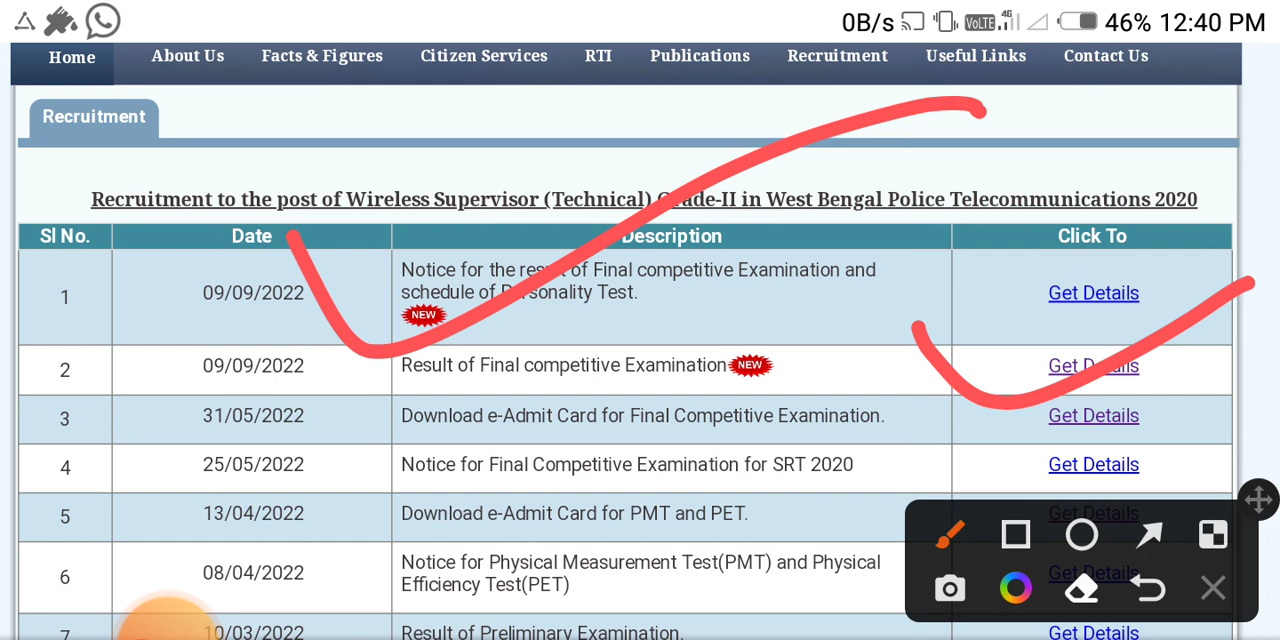 0B/s VoLTE 4G 46% 12:40 PM
Home About Us Facts & Figures Citizen Services RTI Publications Recruitment Useful Links Contact Us
Recruitment
Recruitment to the post of Wireless Supervisor (Technical) Grade-II in West Bengal Police Telecommunications 2020
Sl No. Date Description Click To
1 09/09/2022 Notice for the result of Final competitive Examination and
schedule of Personality Test. Get Details
NEW
2 09/09/2022 Result of Final competitive Examination NEW Get Details
3 31/05/2022 Download e-Admit Card for Final Competitive Examination. Get Details
4 25/05/2022 Notice for Final Competitive Examination for SRT 2020 Get Details
5 13/04/2022 Download e-Admit Card for PMT and PET. Get Details
6 08/04/2022 Notice for Physical Measurement Test(PMT) and Physical
Efficiency Test(PET) Get Details
7 10/03/2022 Result of Preliminary Examination. Get Details